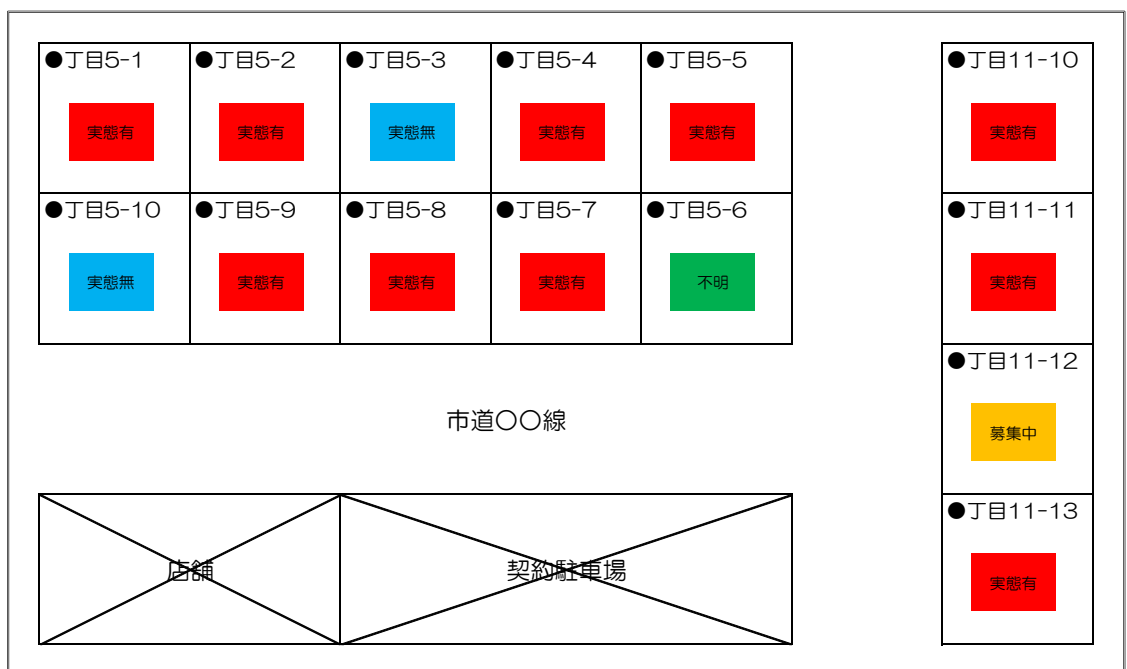 ●丁目5-1
実態有
●丁目5-2
実態有
●丁目5-3
実態無
●丁目5-4
実態有
●丁目5-5
実態有
●丁目11-10
実態有
●丁目5-10
実態無
●丁目5-9
実態有
●丁目5-8
実態有
●丁目5-7
実態有
●丁目5-6
不明
●丁目11-11
実態有
●丁目11-12
募集中
市道〇〇線
店舗
契約駐車場
●丁目11-13
実態有